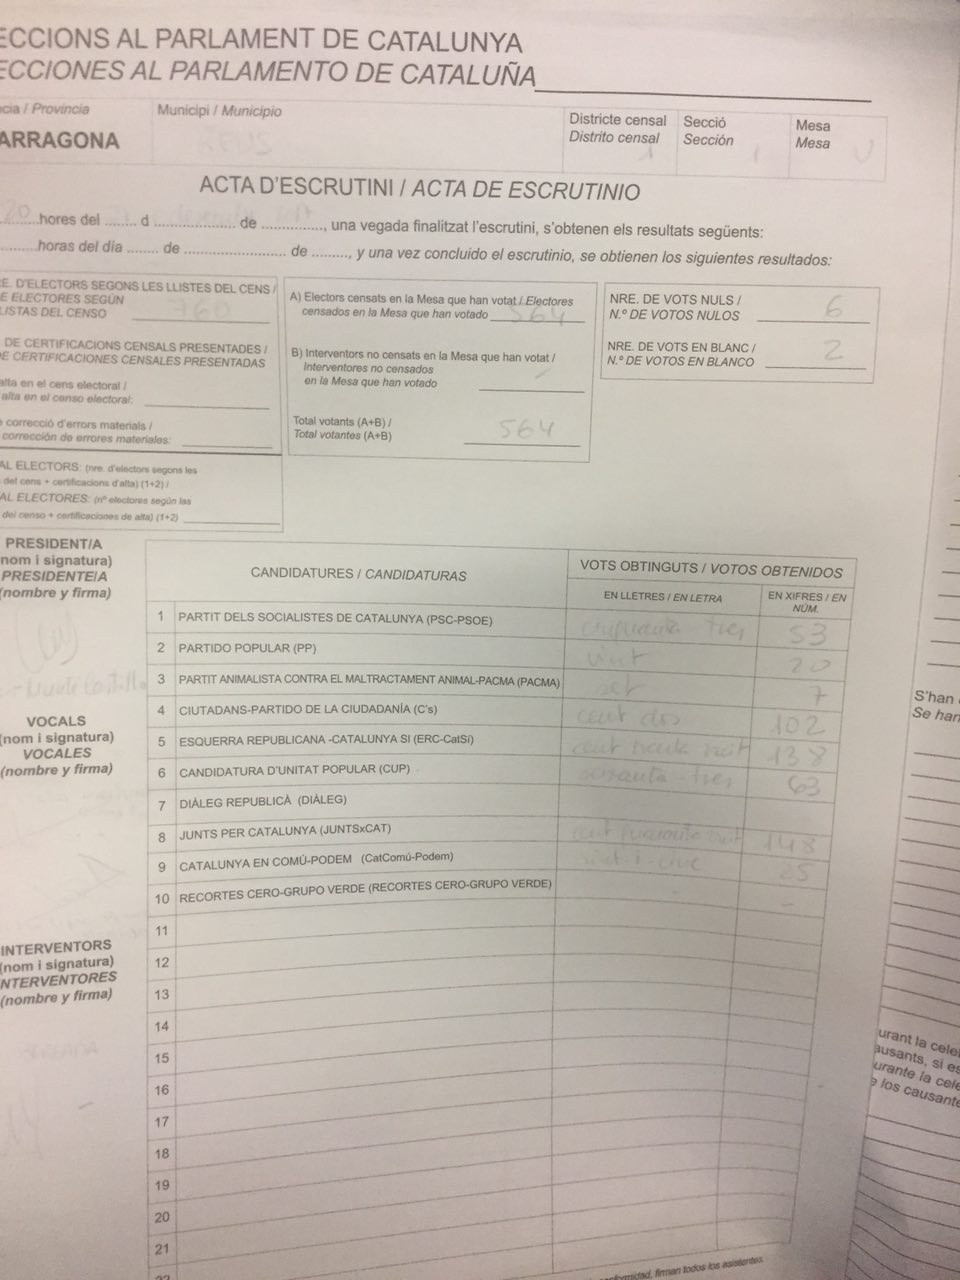 ECCIONS AL PARLAMENT DE CATALUNYA
ECCIONES AL PARLAMENTO DE CATALUÑA
cia / Provincia
ARRAGONA
Municipi / Municipio
REUS
Districte censal
Distrito censal
1
Secció
Sección
1
Mesa
Mesa
U
ACTA D'ESCRUTINI / ACTA DE ESCRUTINIO
20 hores del ........ d .................... de ..............., una vegada finalitzat l'escrutini, s'obtenen els resultats següents:
.........horas del día ........ de ......................... de ........., y una vez concluido el escrutinio, se obtienen los siguientes resultados:
RE. D'ELECTORS SEGONS LES LLISTES DEL CENS /
E ELECTORES SEGÚN
LISTAS DEL CENSO 760
DE CERTIFICACIONS CENSALS PRESENTADES /
E CERTIFICACIONES CENSALES PRESENTADAS
alta en el cens electoral /
alta en el censo electoral:
correcció d'errors materials /
corrección de errores materiales:
AL ELECTORS: (nre. d'electors segons les
del cens + certificacions d'alta) (1+2) /
AL ELECTORES: (nº electores según las
del censo + certificaciones de alta) (1+2)
A) Electors censats en la Mesa que han votat / Electores
censados en la Mesa que han votado 564
B) Interventors no censats en la Mesa que han votat /
Interventores no censados
en la Mesa que han votado -
Total votants (A+B) /
Total votantes (A+B) 564
NRE. DE VOTS NULS /
N.º DE VOTOS NULOS 6
NRE. DE VOTS EN BLANC /
N.º DE VOTOS EN BLANCO 2
PRESIDENT/A
nom i signatura)
PRESIDENTE/A
(nombre y firma)
VOCALS
(nom i signatura)
VOCALES
(nombre y firma)
INTERVENTORS
(nom i signatura)
NTERVENTORES
(nombre y firma)
CANDIDATURES / CANDIDATURAS
VOTS OBTINGUTS / VOTOS OBTENIDOS
EN LLETRES / EN LETRA
EN XIFRES / EN NÚM.
1 PARTIT DELS SOCIALISTES DE CATALUNYA (PSC-PSOE) cinquanta-tres 53
2 PARTIDO POPULAR (PP) vint 20
3 PARTIT ANIMALISTA CONTRA EL MALTRACTAMENT ANIMAL-PACMA (PACMA) set 7
4 CIUTADANS-PARTIDO DE LA CIUDADANÍA (C's) cent dos 102
5 ESQUERRA REPUBLICANA -CATALUNYA SI (ERC-CatSí) cent trenta vuit 138
6 CANDIDATURA D'UNITAT POPULAR (CUP) seixanta-tres 63
7 DIÀLEG REPUBLICÀ (DIÀLEG)
8 JUNTS PER CATALUNYA (JUNTSxCAT) cent quaranta vuit 148
9 CATALUNYA EN COMÚ-PODEM (CatComú-Podem) vint-i-cinc 25
10 RECORTES CERO-GRUPO VERDE (RECORTES CERO-GRUPO VERDE) -
11
12
13
14
15
16
17
18
19
20
21
22
nformidad, firman todos los asistentes.
S'han
Se han
urant la cele
ausants, si es
urante la cele
e los causante